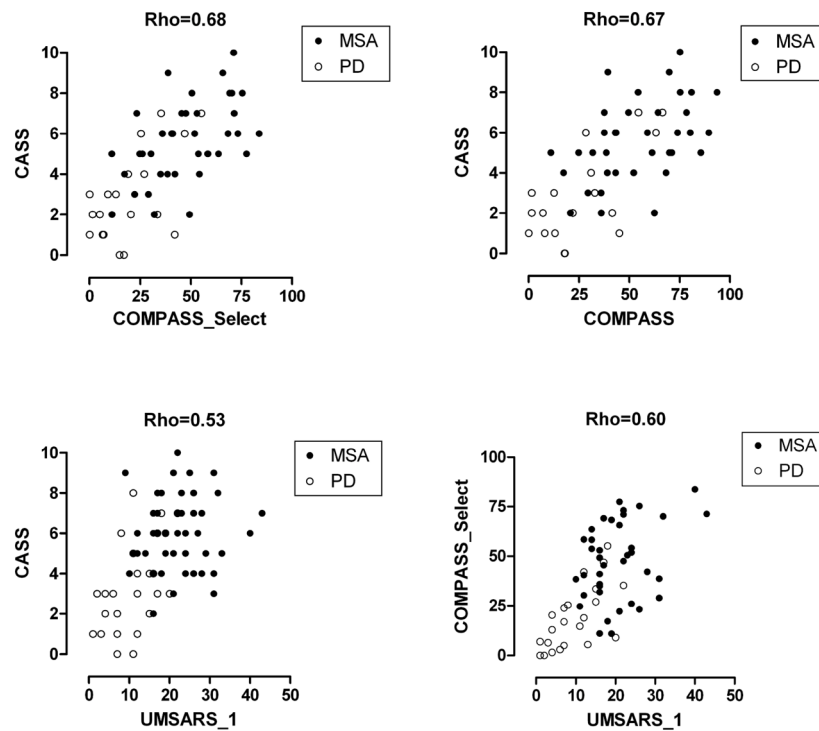 Rho=0.68
MSA
PD
CASS
10
8
6
4
2
0
0 25 50 75 100
COMPASS_Select
Rho=0.67
MSA
PD
CASS
10
8
6
4
2
0
0 25 50 75 100
COMPASS
Rho=0.53
MSA
PD
CASS
10
8
6
4
2
0
0 10 20 30 40 50
UMSARS_1
Rho=0.60
MSA
PD
COMPASS_Select
100
75
50
25
0
0 10 20 30 40 50
UMSARS_1